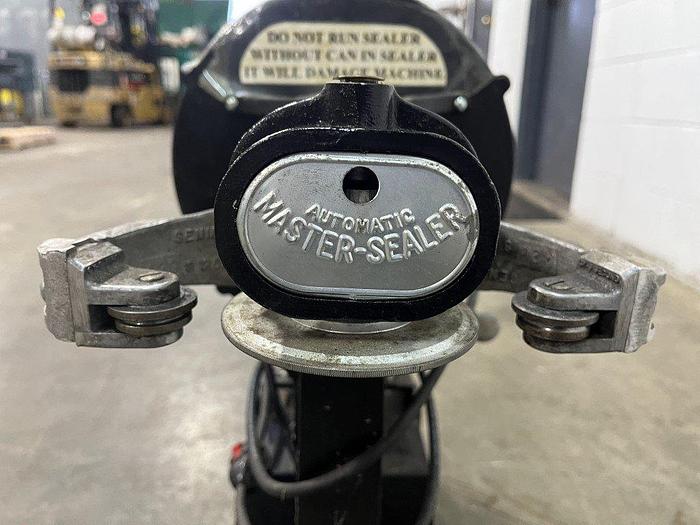 DO NOT RUN SEALER
WITHOUT CAN IN SEALER
IT WILL DAMAGE MACHINE
AUTOMATIC
MASTER-SEALER